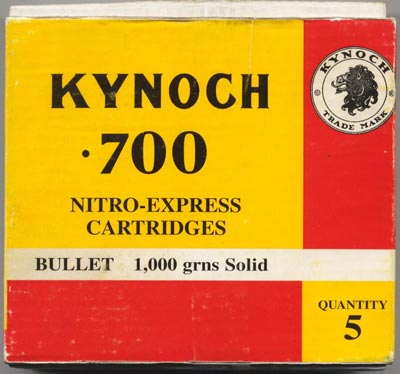 KYNOCH
·700
NITRO-EXPRESS
CARTRIDGES
BULLET 1,000 grns Solid
KYNOCH
TRADE MARK
QUANTITY
5